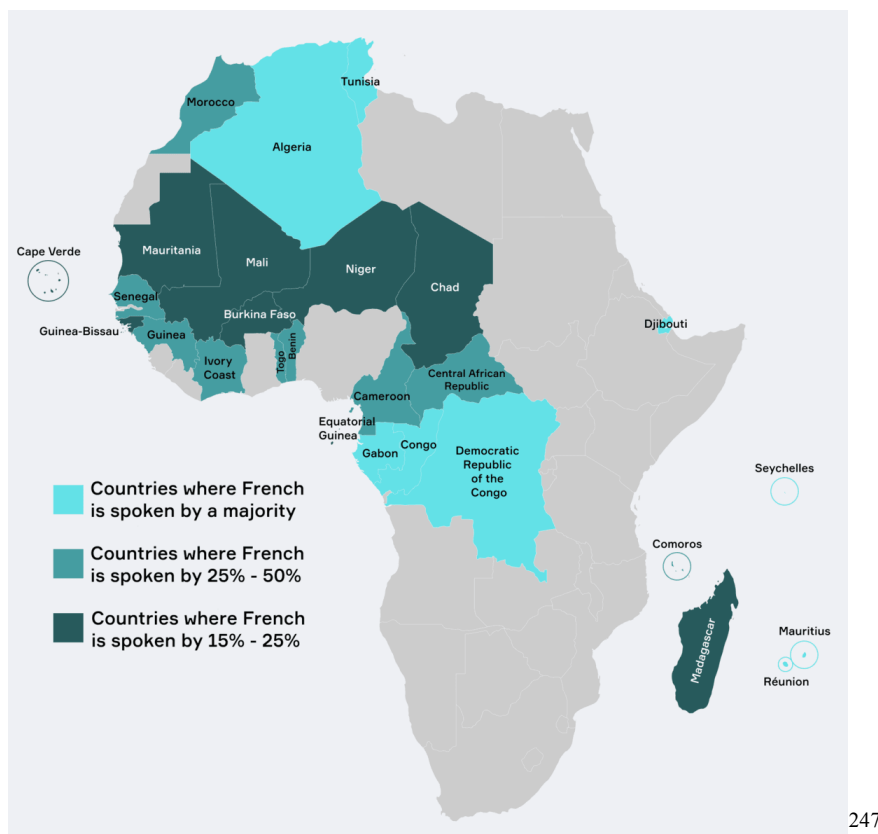 Tunisia
Morocco
Algeria
Cape Verde
Mauritania
Mali
Niger
Chad
Senegal
Burkina Faso
Guinea-Bissau
Guinea
Djibouti
Ivory
Coast
Togo
Benin
Central African
Republic
Cameroon
Equatorial
Guinea
Gabon
Congo
Democratic
Republic
of the
Congo
Seychelles
Comoros
Madagascar
Mauritius
Réunion
Countries where French
is spoken by a majority
Countries where French
is spoken by 25% - 50%
Countries where French
is spoken by 15% - 25%
247